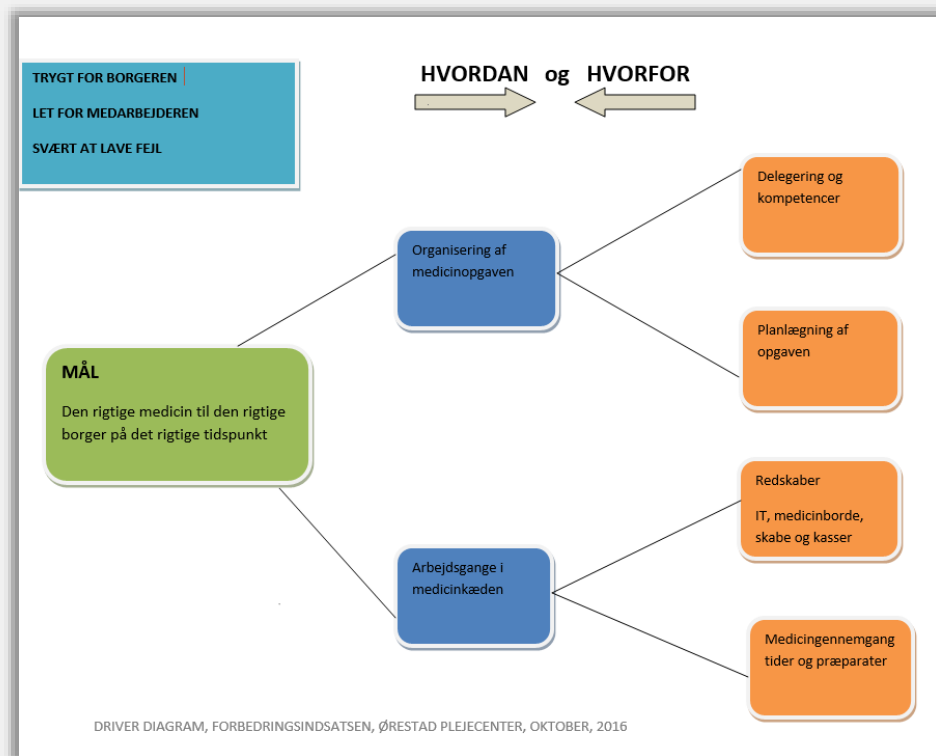 TRYGT FOR BORGEREN
LET FOR MEDARBEJDEREN
SVÆRT AT LAVE FEJL
HVORDAN og HVORFOR
MÅL
Den rigtige medicin til den rigtige
borger på det rigtige tidspunkt
Organisering af
medicinopgaven
Delegering og
kompetencer
Planlægning af
opgaven
Arbejdsgange i
medicinkæden
Redskaber
IT, medicinborde,
skabe og kasser
Medicingennemgang
tider og præparater
DRIVER DIAGRAM, FORBEDRINGSINDSATSEN, ØRESTAD PLEJECENTER, OKTOBER, 2016